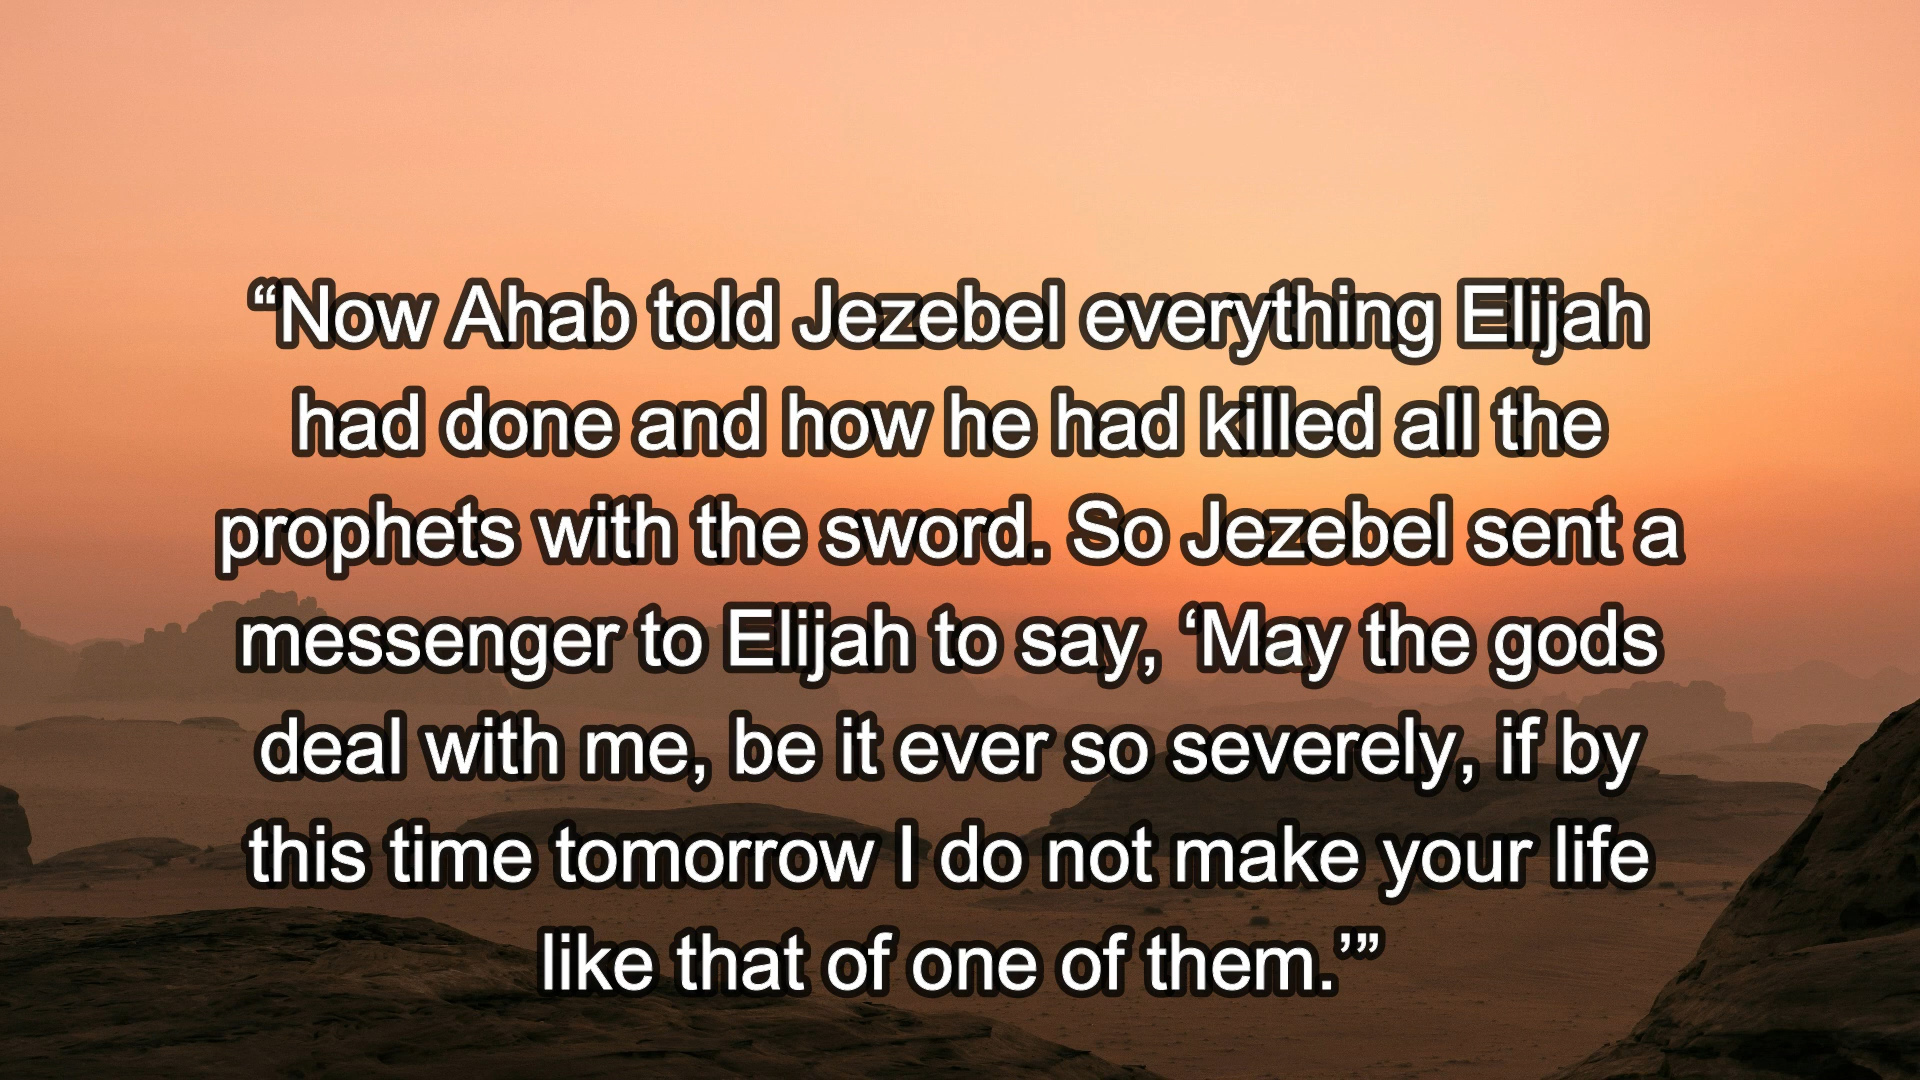 “Now Ahab told Jezebel everything Elijah
had done and how he had killed all the
prophets with the sword. So Jezebel sent a
messenger to Elijah to say, ‘May the gods
deal with me, be it ever so severely, if by
this time tomorrow I do not make your life
like that of one of them.’”